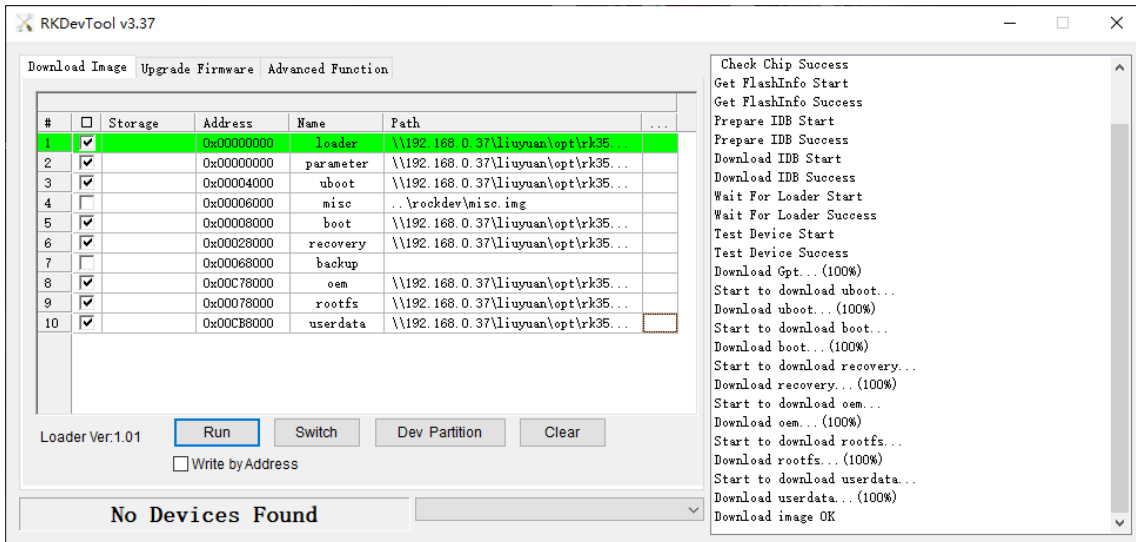 RKDevTool v3.37
Download Image Upgrade Firmware Advanced Function
# Storage Address Name Path ...
1 0x00000000 loader \\192.168.0.37\liuyuan\opt\rk35...
2 0x00000000 parameter \\192.168.0.37\liuyuan\opt\rk35...
3 0x00004000 uboot \\192.168.0.37\liuyuan\opt\rk35...
4 0x00006000 misc ..\rockdev\misc.img
5 0x00008000 boot \\192.168.0.37\liuyuan\opt\rk35...
6 0x00028000 recovery \\192.168.0.37\liuyuan\opt\rk35...
7 0x00068000 backup
8 0x00C78000 oem \\192.168.0.37\liuyuan\opt\rk35...
9 0x00078000 rootfs \\192.168.0.37\liuyuan\opt\rk35...
10 0x00CB8000 userdata \\192.168.0.37\liuyuan\opt\rk35...
Loader Ver:1.01 Run Switch Dev Partition Clear
Write by Address
No Devices Found
Check Chip Success
Get FlashInfo Start
Get FlashInfo Success
Prepare IDB Start
Prepare IDB Success
Download IDB Start
Download IDB Success
Wait For Loader Start
Wait For Loader Success
Test Device Start
Test Device Success
Download Gpt...(100%)
Start to download uboot...
Download uboot...(100%)
Start to download boot...
Download boot...(100%)
Start to download recovery...
Download recovery...(100%)
Start to download oem...
Download oem...(100%)
Start to download rootfs...
Download rootfs...(100%)
Start to download userdata...
Download userdata...(100%)
Download image OK